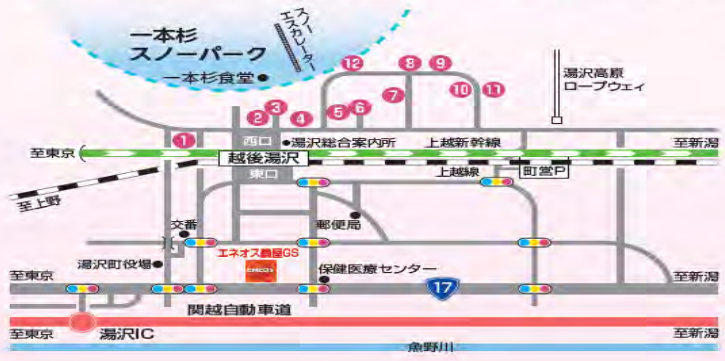 一本杉
スノーパーク
スノー
エスカレーター
一本杉食堂
12
8
9
湯沢高原
ロープウェイ
7
10
11
3
2
4
5
6
1
西口
湯沢総合案内所
上越新幹線
至東京
至新潟
越後湯沢
東口
上越線
町営P
至上野
交番
郵便局
エネオス
GS
ENEOS
湯沢町役場
保健医療センター
至東京
17
至新潟
関越自動車道
至東京
湯沢IC
至新潟
魚野川